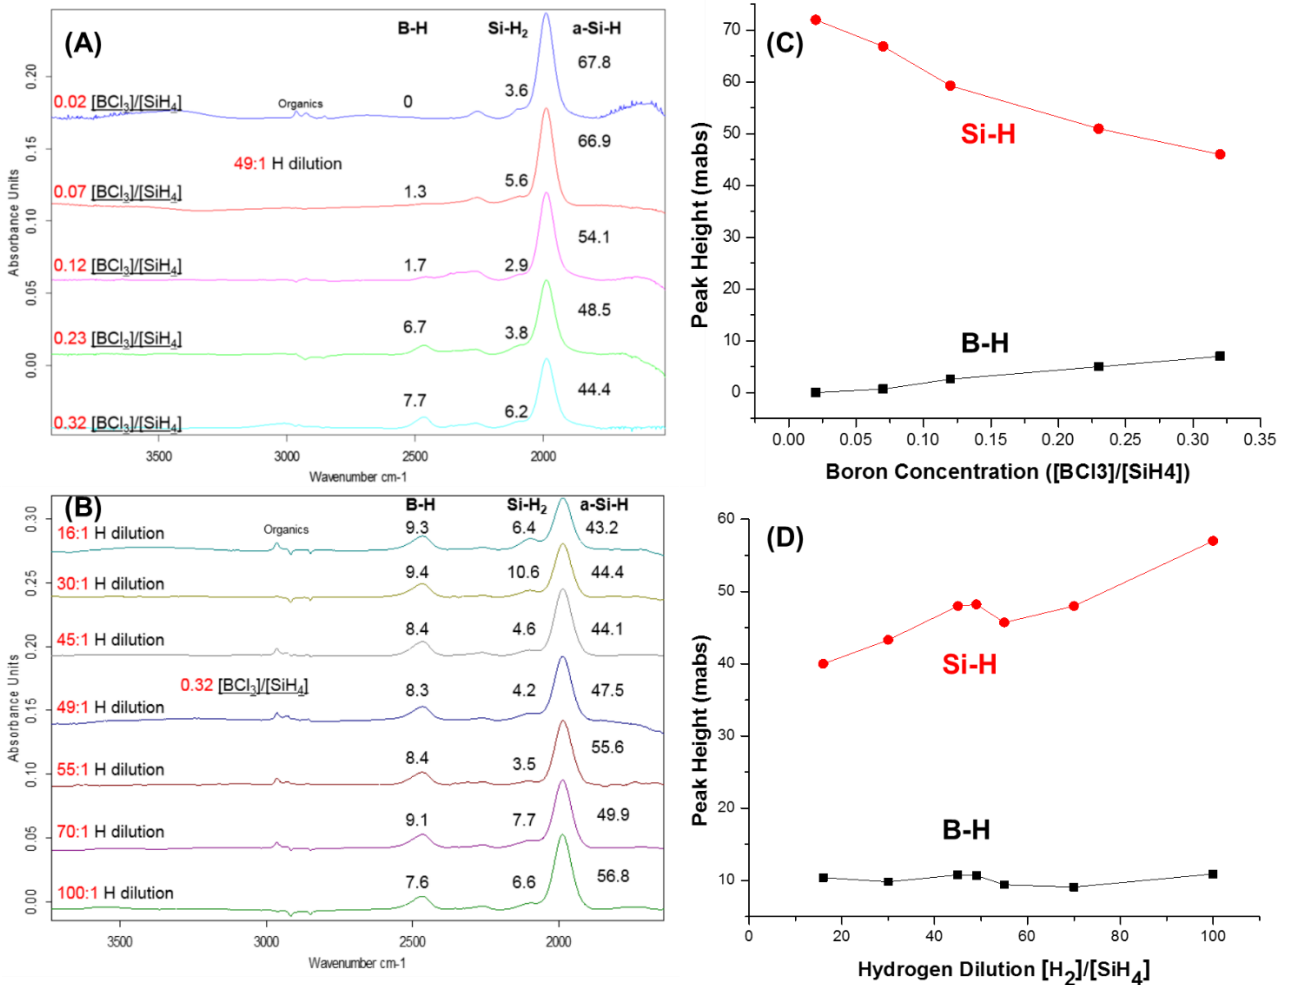 (A)
B-H Si-H2 a-Si-H
67.8
3.6
0.02 [BCl3]/[SiH4] Organics 0
66.9
49:1 H dilution
5.6
0.07 [BCl3]/[SiH4] 1.3
54.1
0.12 [BCl3]/[SiH4] 1.7 2.9
48.5
6.7
0.23 [BCl3]/[SiH4] 3.8
44.4
7.7
0.32 [BCl3]/[SiH4] 6.2
Absorbance Units
0.20
0.15
0.10
0.05
0.00
3500 3000 2500 2000
Wavenumber cm-1
(B)
B-H Si-H2 a-Si-H
16:1 H dilution Organics 9.3 6.4 43.2
30:1 H dilution 9.4 10.6 44.4
45:1 H dilution 8.4 4.6 44.1
0.32 [BCl3]/[SiH4]
49:1 H dilution 8.3 4.2 47.5
55:1 H dilution 8.4 3.5 55.6
70:1 H dilution 9.1 7.7 49.9
100:1 H dilution 7.6 6.6 56.8
Absorbance Units
0.30
0.25
0.20
0.15
0.10
0.05
0.00
3500 3000 2500 2000
Wavenumber cm-1
(C)
Si-H
B-H
Peak Height (mabs)
70
60
50
40
30
20
10
0
0.00 0.05 0.10 0.15 0.20 0.25 0.30 0.35
Boron Concentration ([BCl3]/[SiH4])
(D)
Si-H
B-H
Peak Height (mabs)
60
50
40
30
20
10
0 20 40 60 80 100
Hydrogen Dilution [H2]/[SiH4]